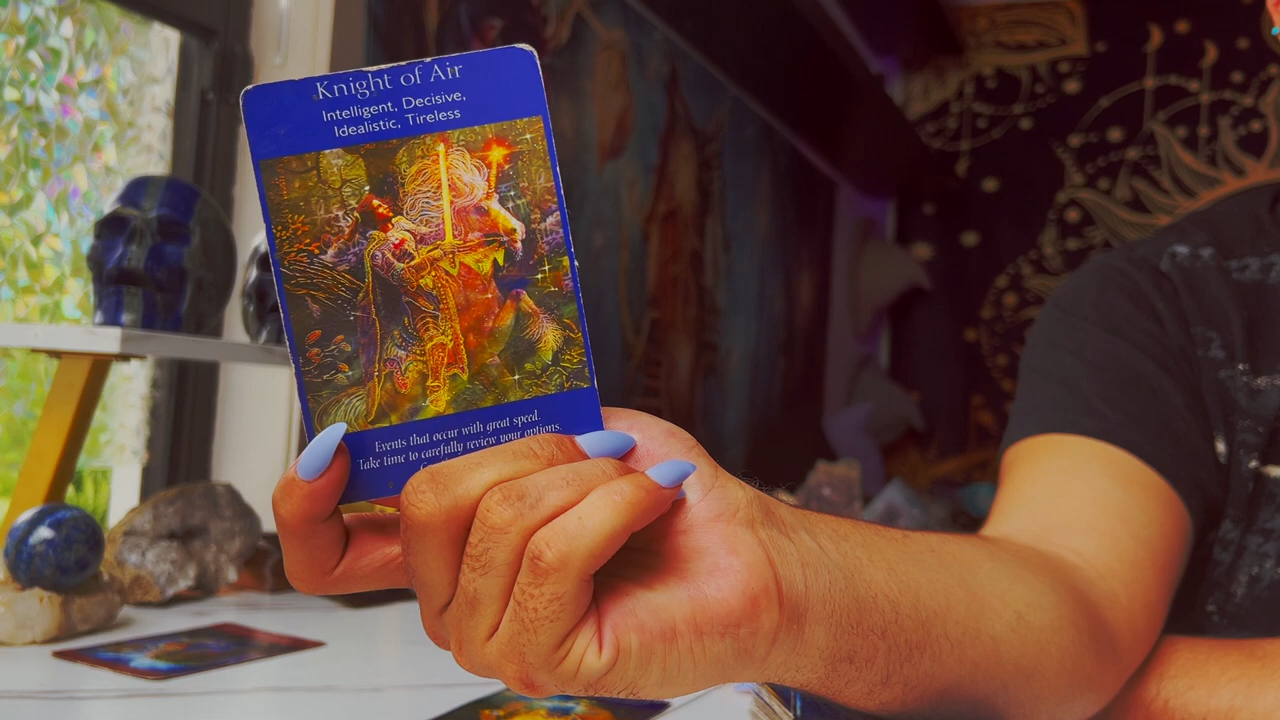 Knight of Air
Intelligent, Decisive,
Idealistic, Tireless
Events that occur with great speed.
Take time to carefully review your options.